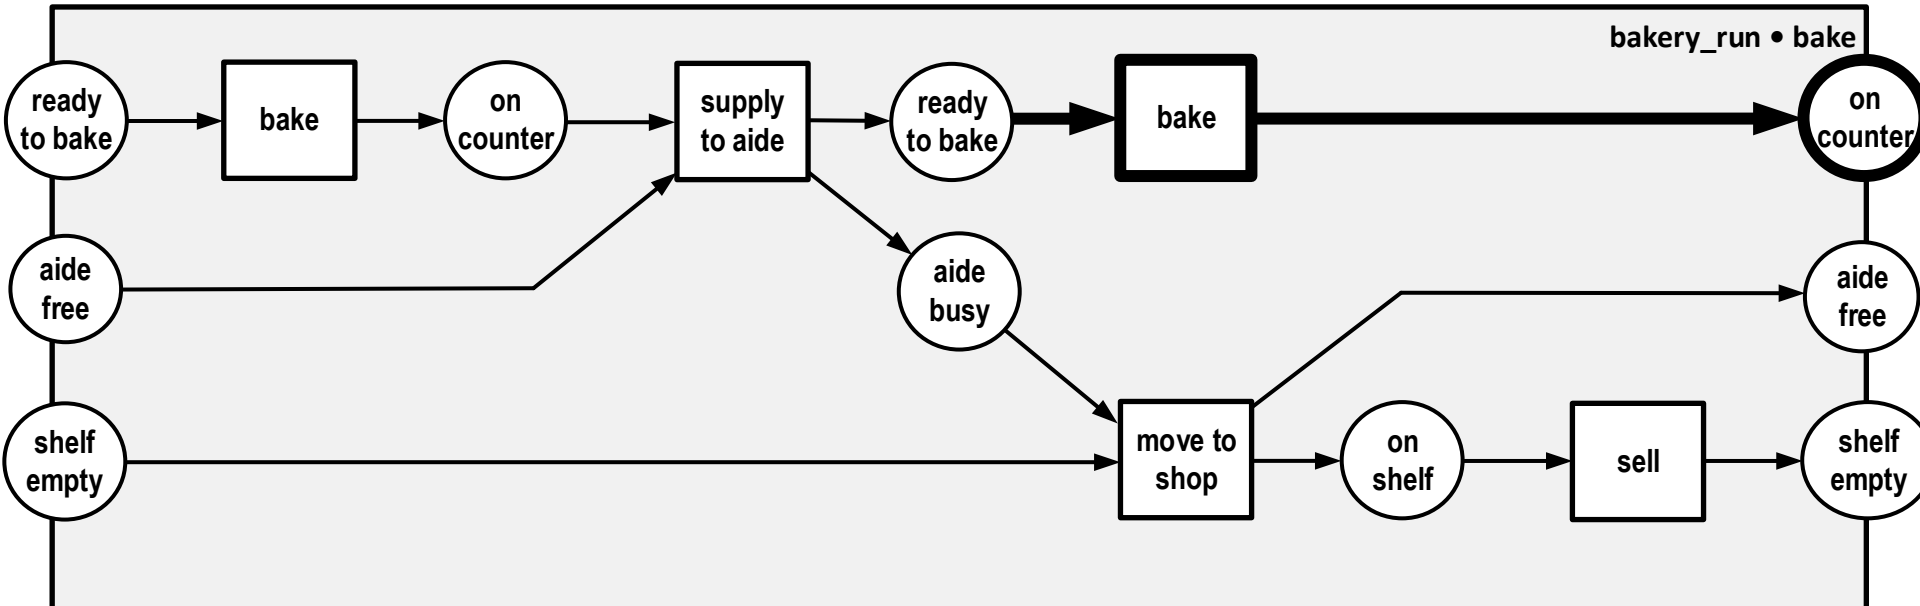 bakery_run • bake
ready
to bake
bake
on
counter
supply
to aide
ready
to bake
bake
on
counter
aide
free
aide
busy
aide
free
shelf
empty
move to
shop
on
shelf
sell
shelf
empty